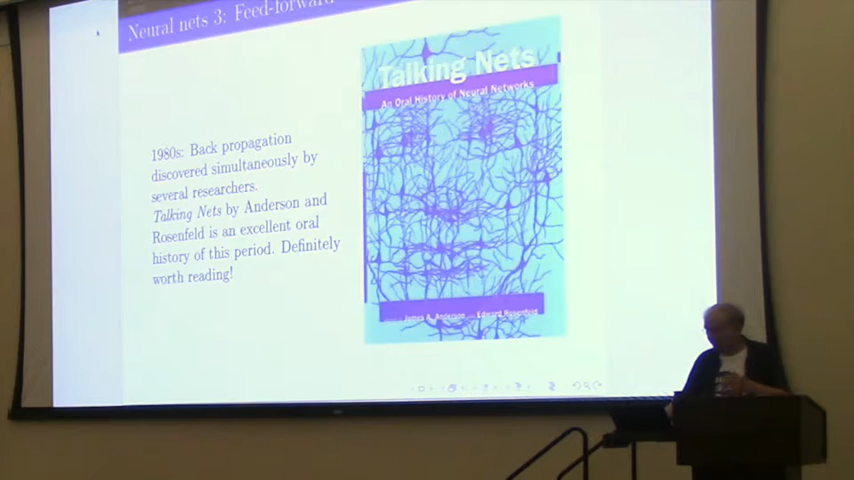 Neural nets 3: Feed-forward
1980s: Back propagation
discovered simultaneously by
several researchers.
Talking Nets by Anderson and
Rosenfeld is an excellent oral
history of this period. Definitely
worth reading!
Talking Nets
An Oral History of Neural Networks
James A. Anderson and Edward Rosenfeld